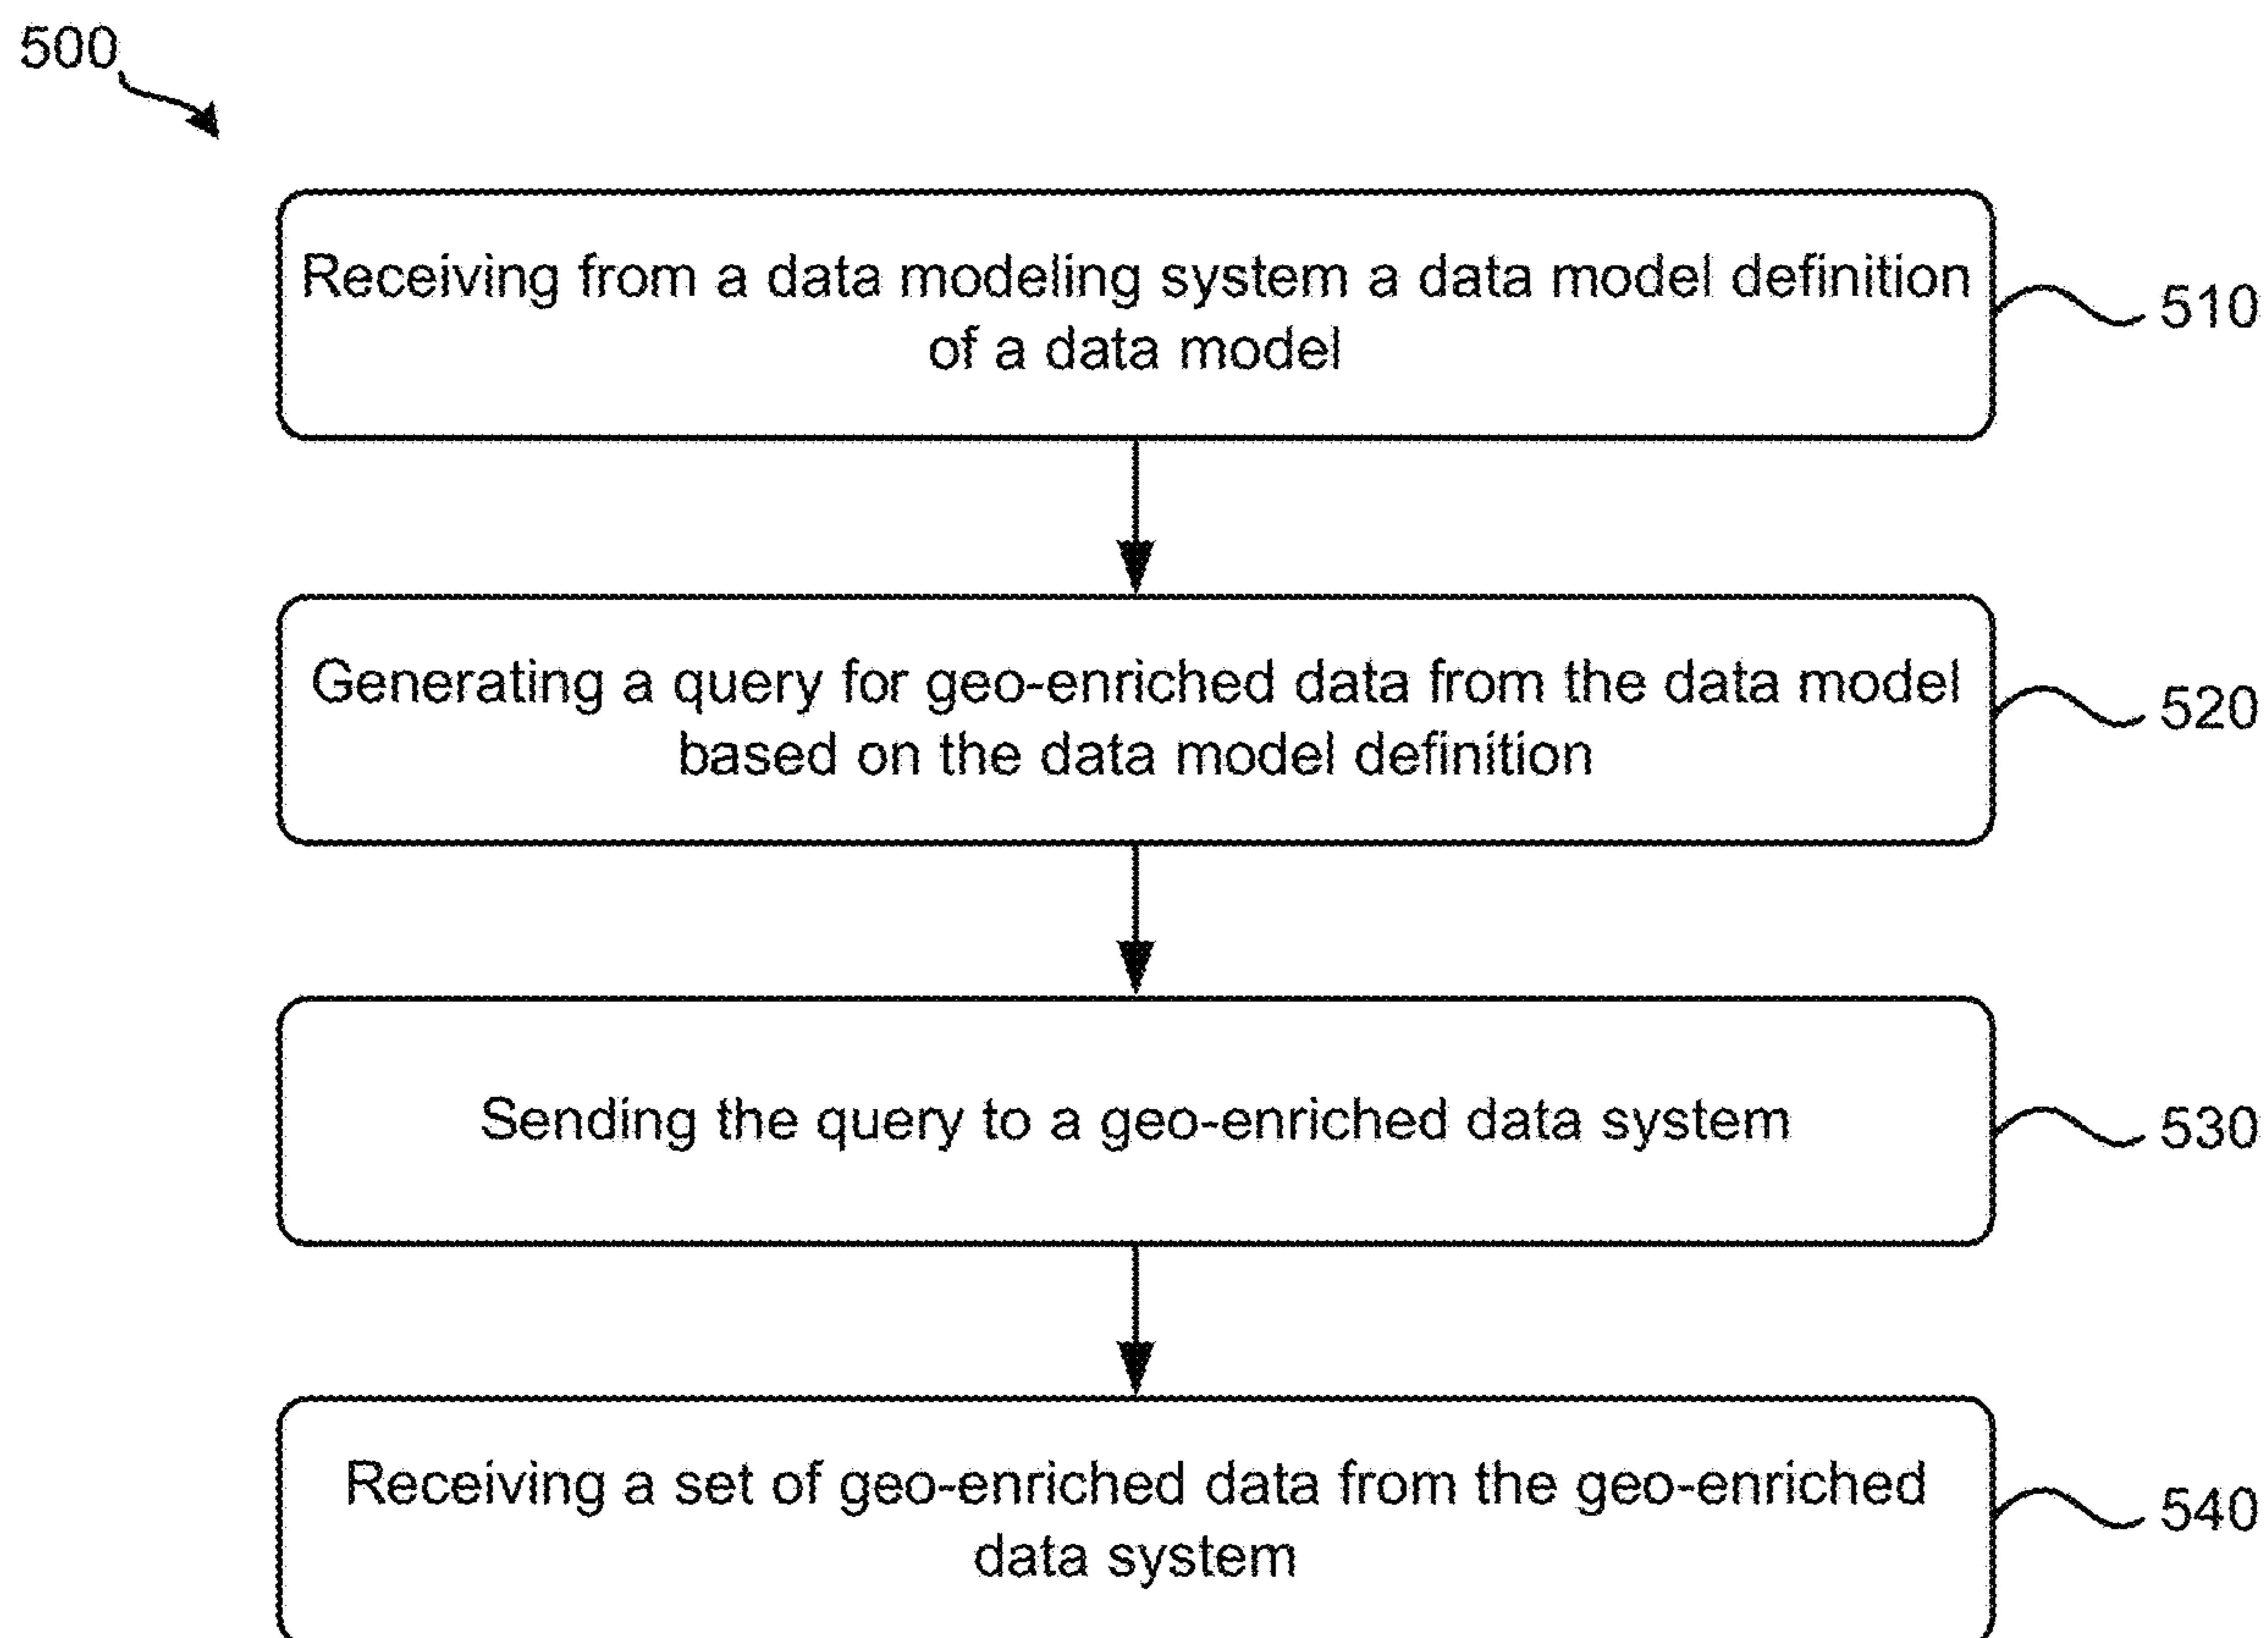 500
Receiving from a data modeling system a data model definition
of a data model
510
Generating a query for geo-enriched data from the data model
based on the data model definition
520
Sending the query to a geo-enriched data system
530
Receiving a set of geo-enriched data from the geo-enriched
data system
540